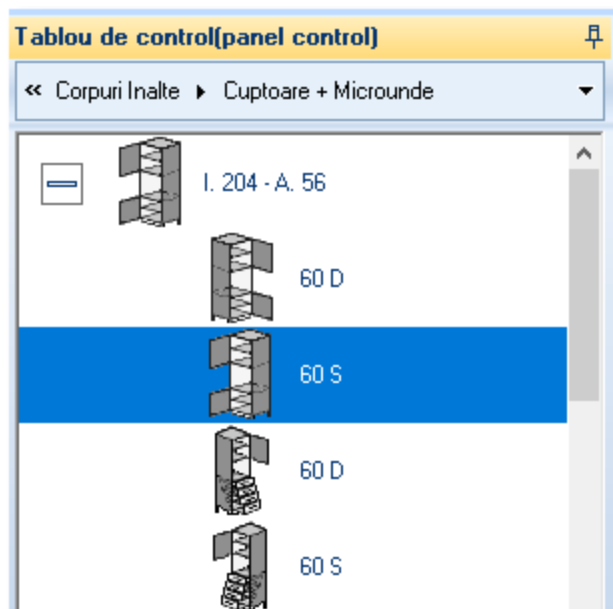 Tablou de control(panel control)
« Corpuri Inalte ▸ Cuptoare + Microunde
I. 204 - A. 56
60 D
60 S
60 D
60 S